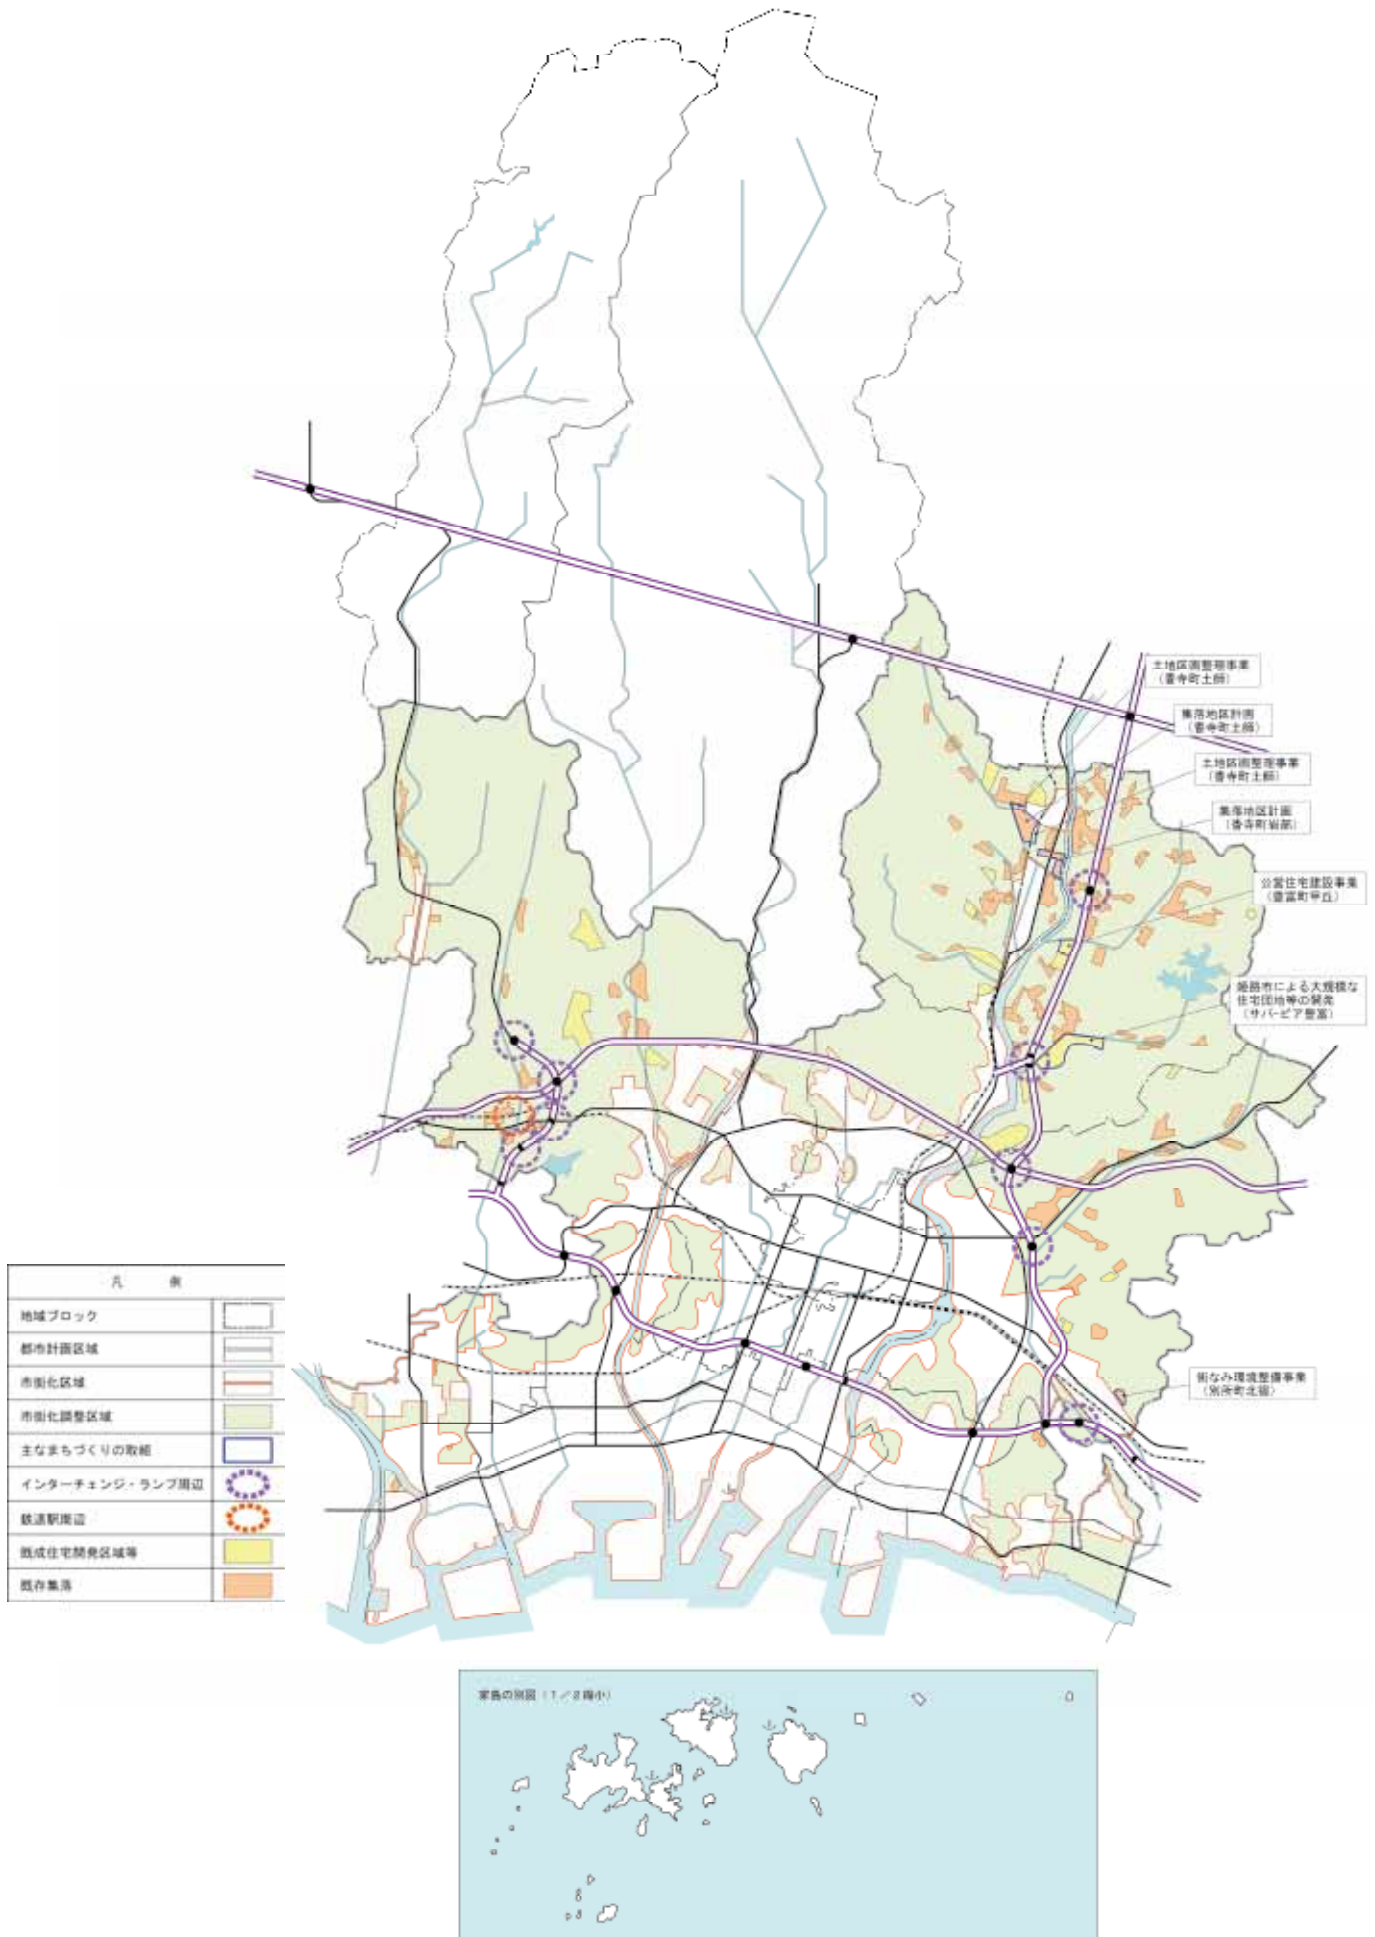 土地区画整理事業
（香寺町土師）
集落地区計画
（香寺町土師）
土地区画整理事業
（香寺町土師）
集落地区計画
（香寺町岩部）
公営住宅建設事業
（豊富町甲丘）
姫路市による大規模な
住宅団地等の開発
（サバービア豊富）
街なみ環境整備事業
（別所町北宿）
凡 例
地域ブロック
都市計画区域
市街化区域
市街化調整区域
主なまちづくりの取組
インターチェンジ・ランプ周辺
鉄道駅周辺
既成住宅開発区域等
既存集落
家島の別図（1／2縮小）